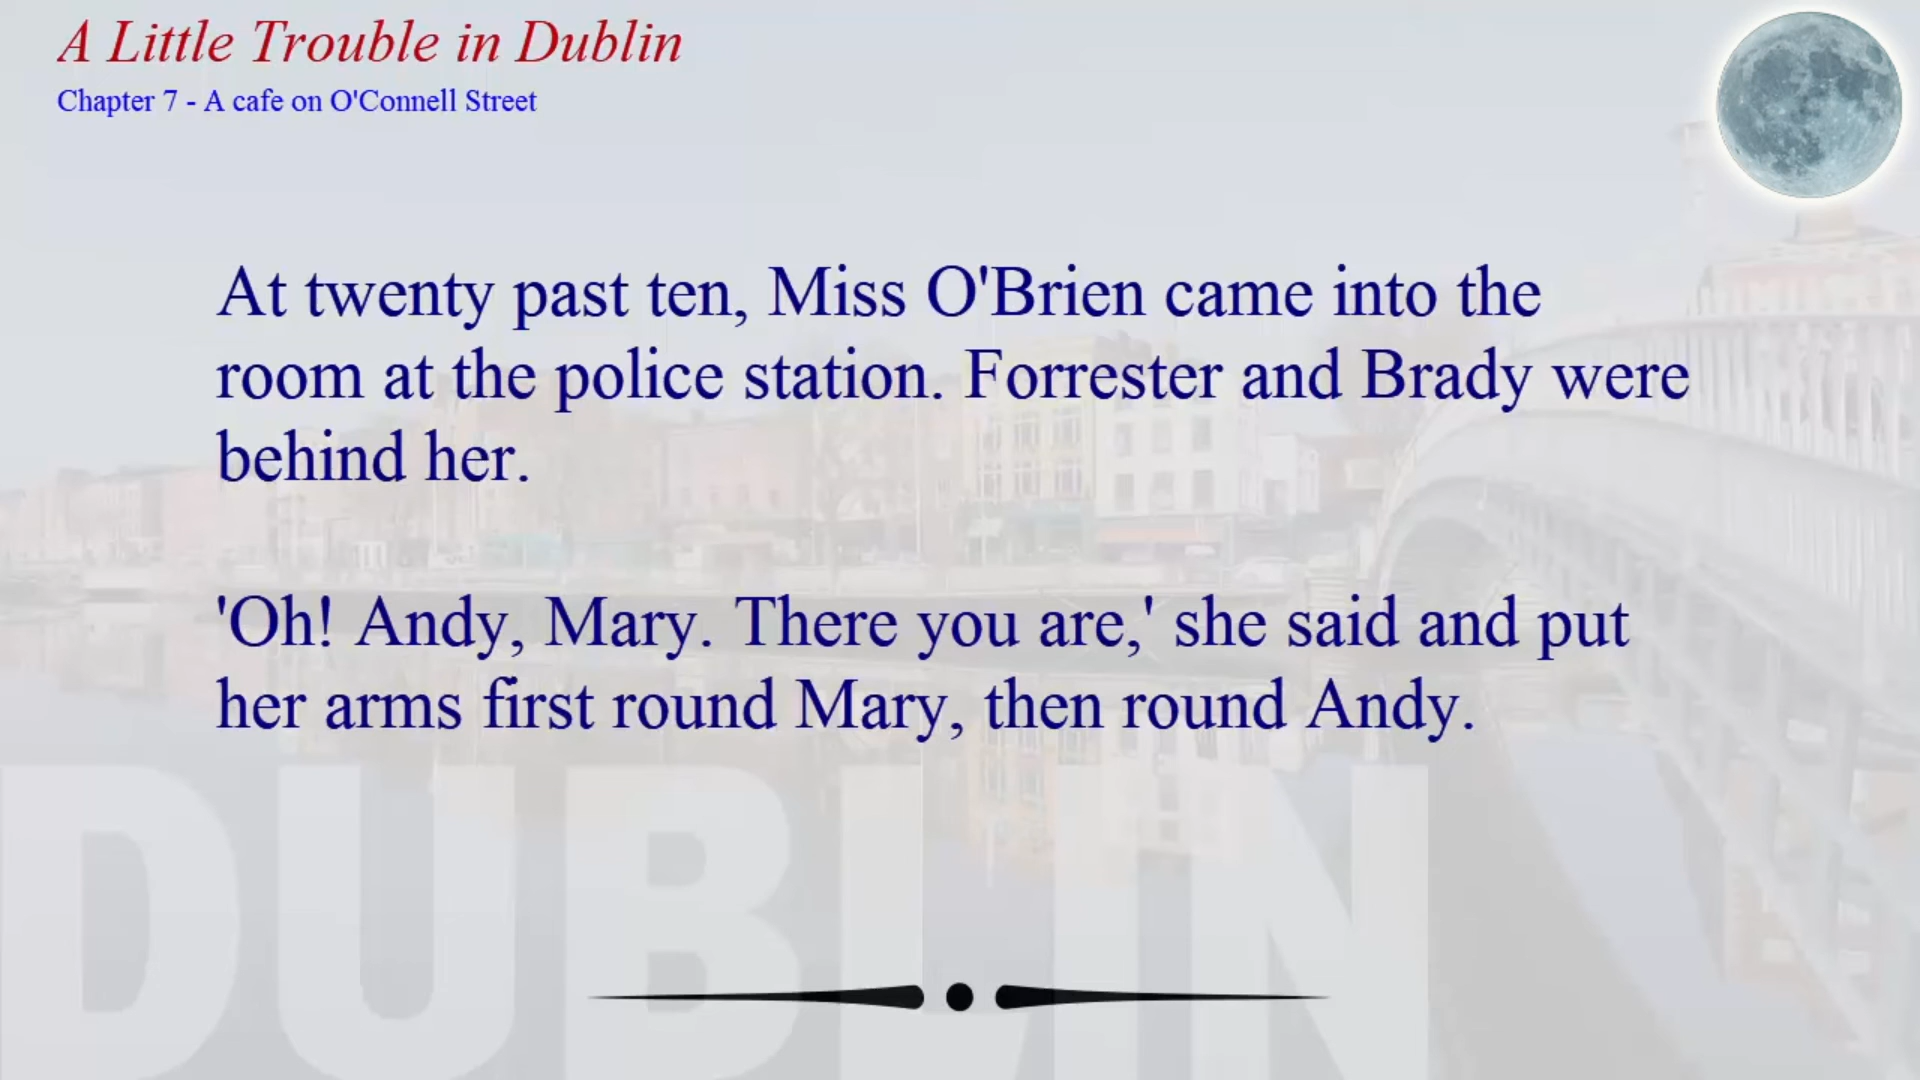 A Little Trouble in Dublin
Chapter 7 - A cafe on O'Connell Street
At twenty past ten, Miss O'Brien came into the
room at the police station. Forrester and Brady were
behind her.
'Oh! Andy, Mary. There you are,' she said and put
her arms first round Mary, then round Andy.
DUBLIN